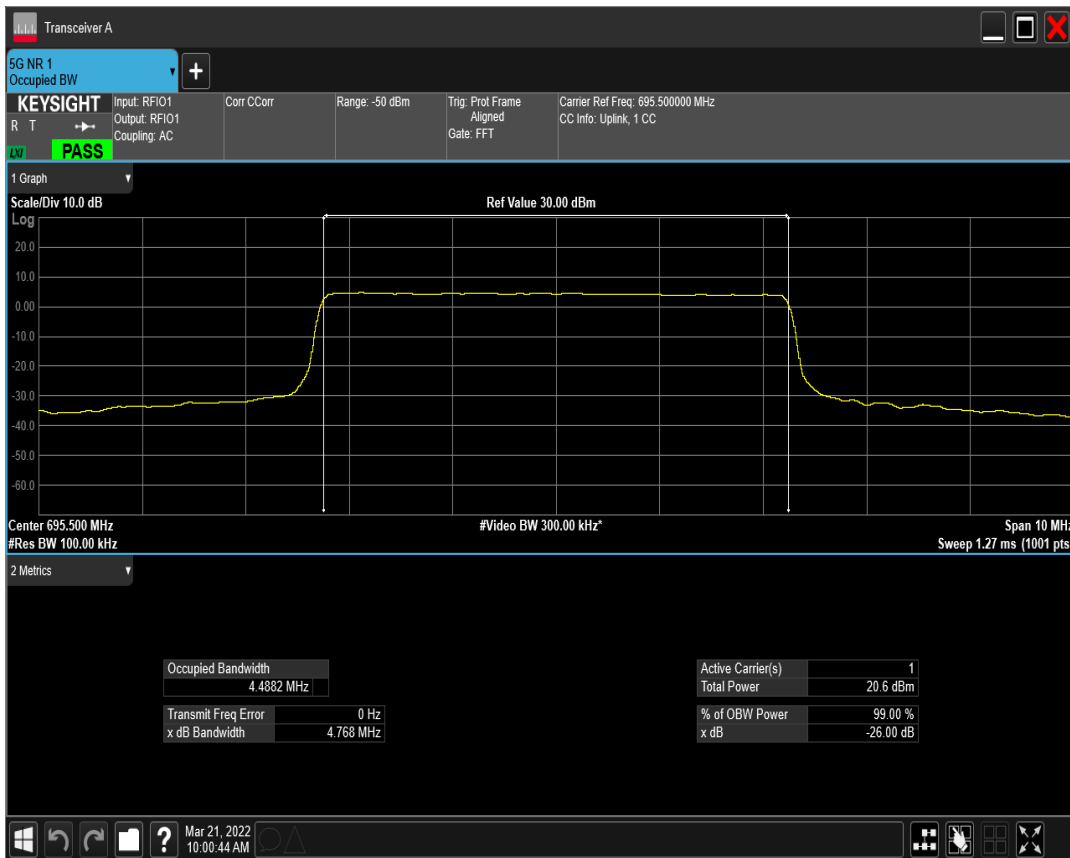 Transceiver A
5G NR 1
Occupied BW
+
KEYSIGHT
R T
LXI
PASS
Input: RFIO1
Output: RFIO1
Coupling: AC
Corr CCorr
Range: -50 dBm
Trig: Prot Frame
Aligned
Gate: FFT
Carrier Ref Freq: 695.500000 MHz
CC Info: Uplink, 1 CC
1 Graph
Scale/Div 10.0 dB
Ref Value 30.00 dBm
Log
20.0
10.0
0.00
-10.0
-20.0
-30.0
-40.0
-50.0
-60.0
Center 695.500 MHz
#Video BW 300.00 kHz*
Span 10 MHz
#Res BW 100.00 kHz
Sweep 1.27 ms (1001 pts
2 Metrics
Occupied Bandwidth
4.4882 MHz
Transmit Freq Error 0 Hz
x dB Bandwidth 4.768 MHz
Active Carrier(s) 1
Total Power 20.6 dBm
% of OBW Power 99.00 %
x dB -26.00 dB
?
Mar 21, 2022
10:00:44 AM